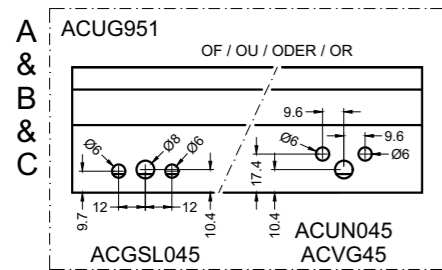 A
&
B
&
C
ACUG951
OF / OU / ODER / OR
9.6
Ø6
Ø8
Ø6
Ø6
9.6
Ø6
17.4
12
12
9.7
10.4
10.4
ACGSL045
ACUN045
ACVG45